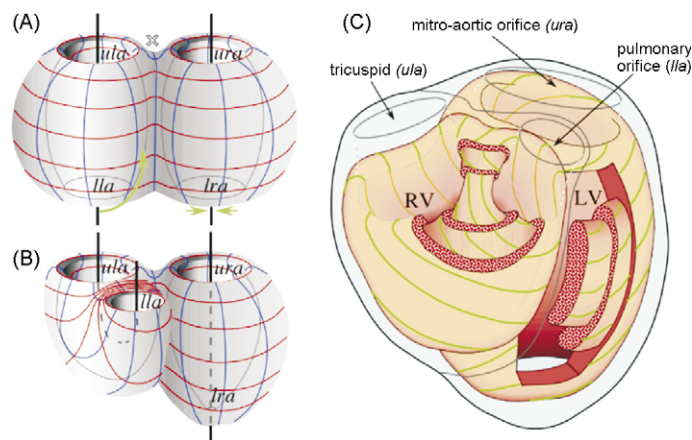 (A)
ula
ura
lla
lra
(B)
ula
ura
lla
lra
(C)
mitro-aortic orifice (ura)
pulmonary
orifice (lla)
tricuspid (ula)
RV
LV